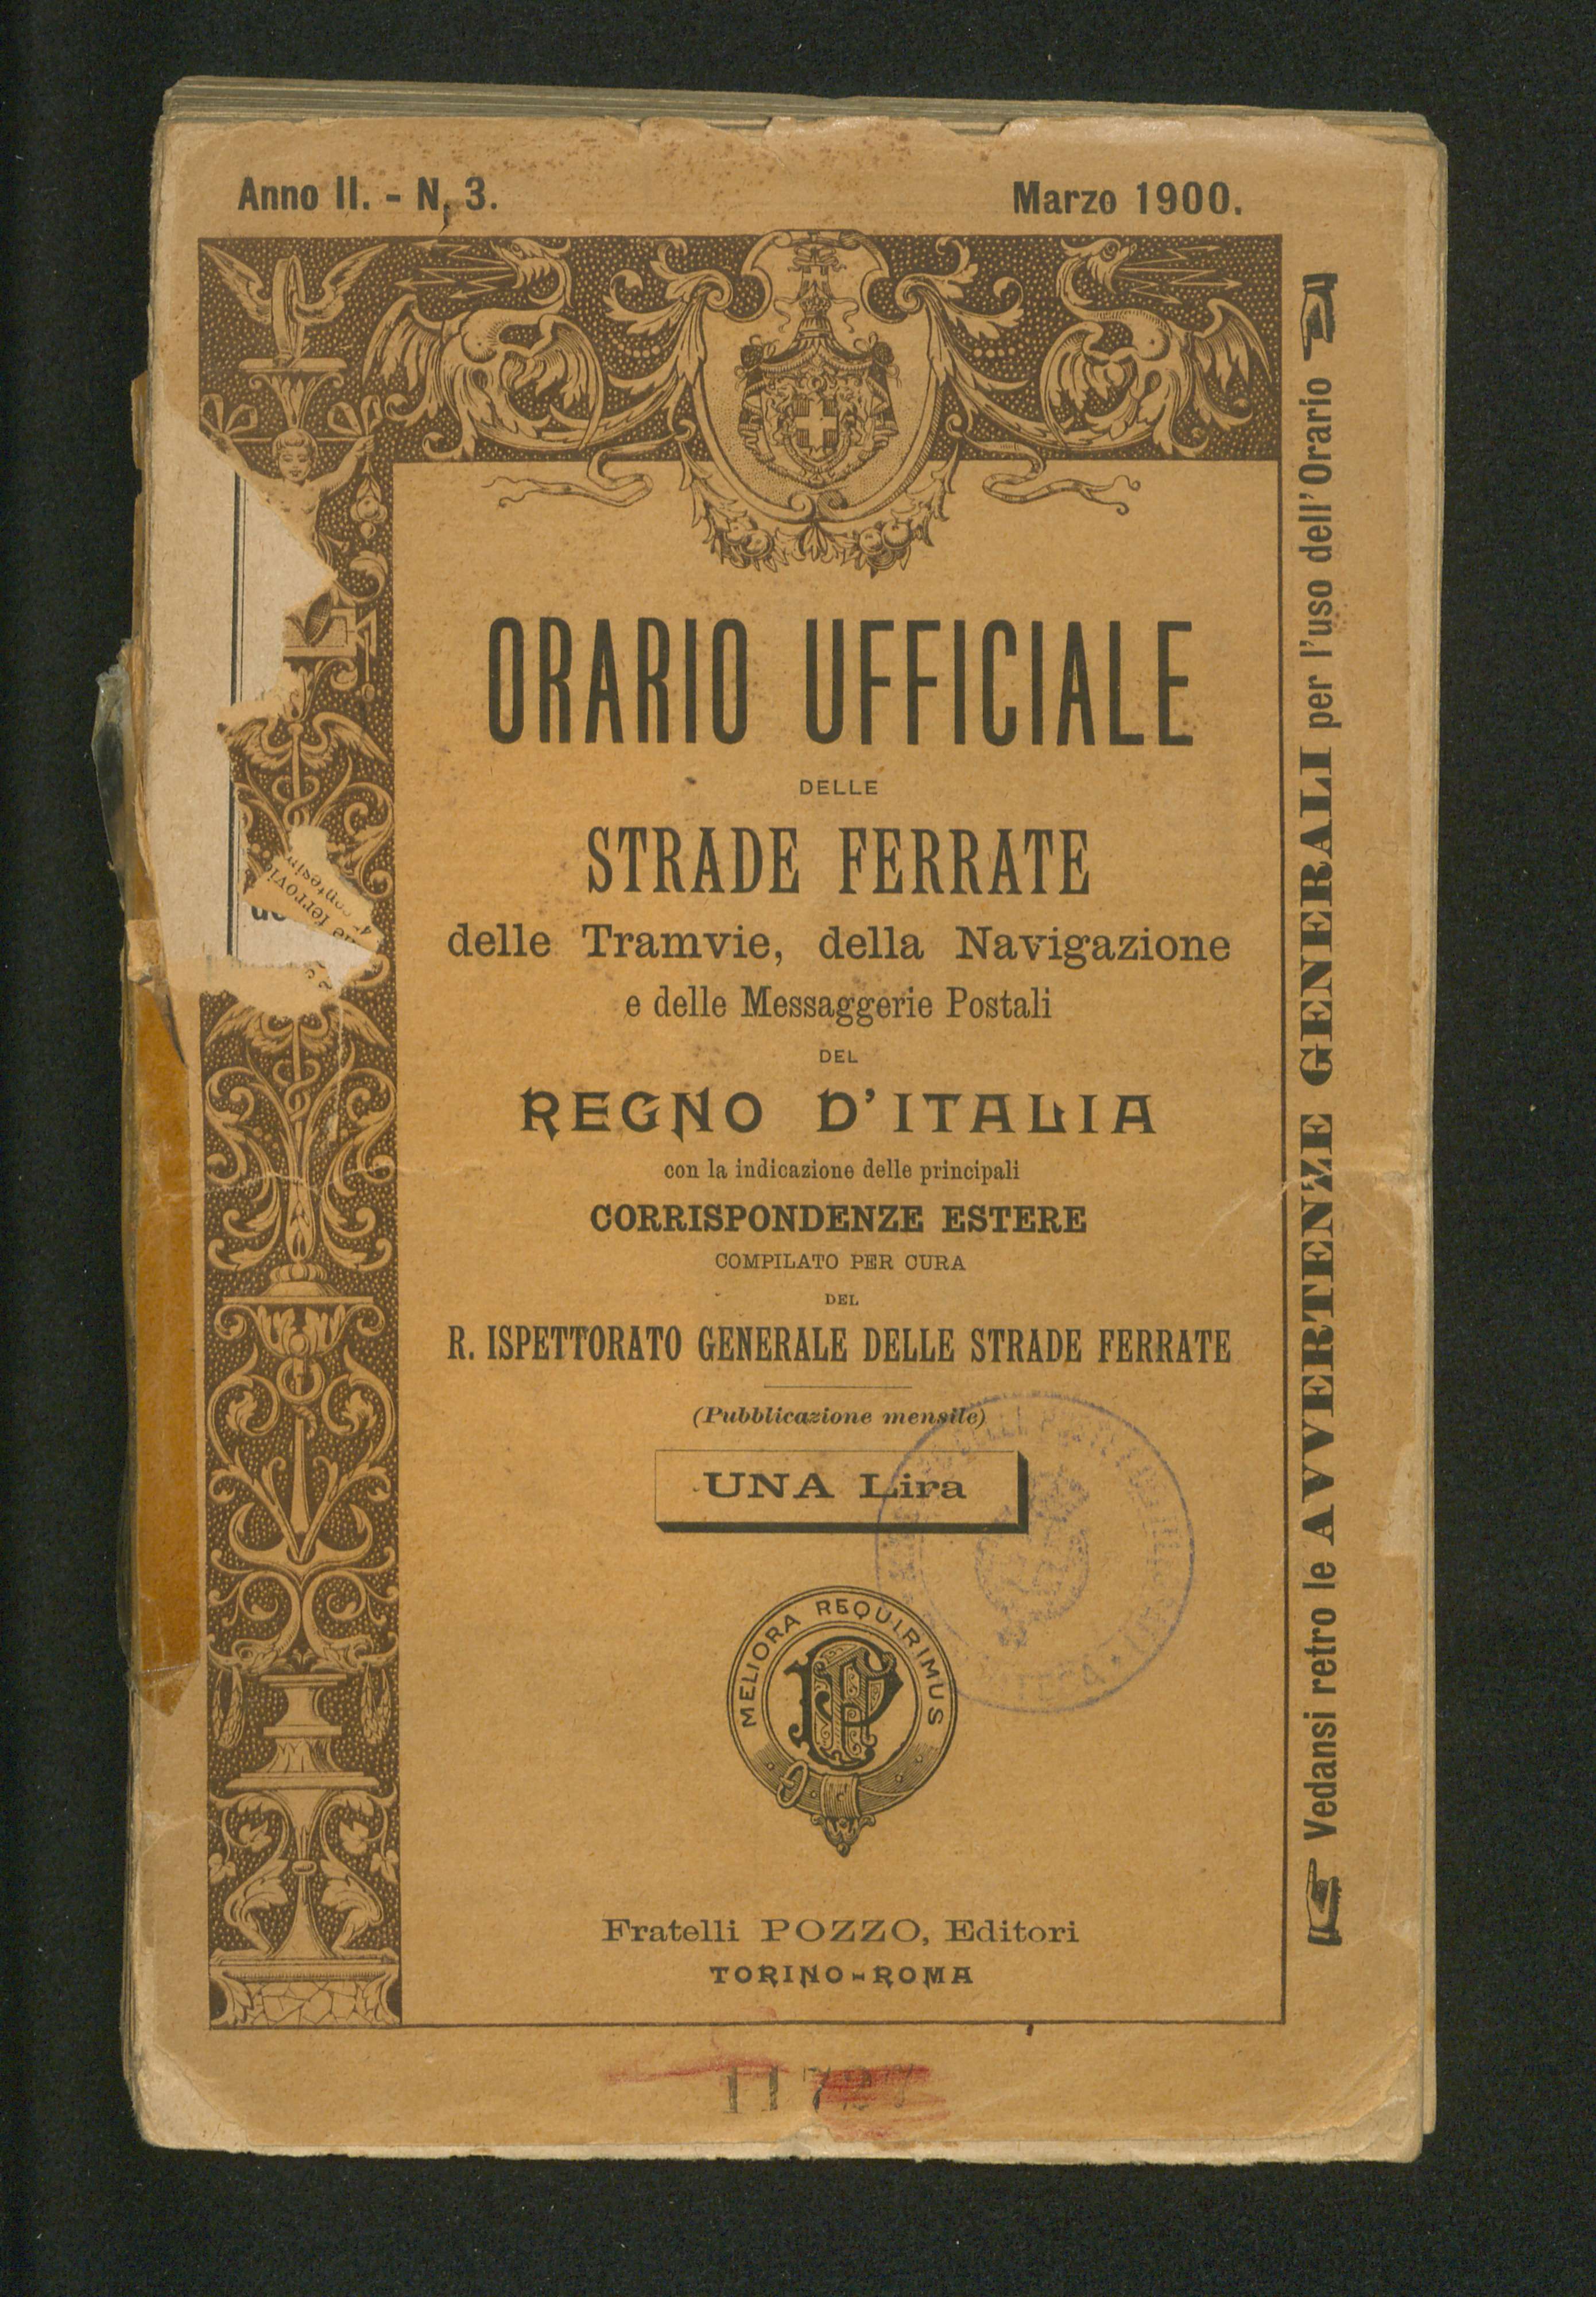 Anno II. - N. 3.
Marzo 1900.
ORARIO UFFICIALE
DELLE
STRADE FERRATE
delle Tramvie, della Navigazione
e delle Messaggerie Postali
DEL
REGNO D'ITALIA
con la indicazione delle principali
CORRISPONDENZE ESTERE
COMPILATO PER CURA
DEL
R. ISPETTORATO GENERALE DELLE STRADE FERRATE
(Pubblicazione mensile)
UNA Lira
MELIORA REQUIRIMUS
FP
Fratelli POZZO, Editori
TORINO-ROMA
Vedansi retro le AVVERTENZE GENERALI per l'uso dell'Orario